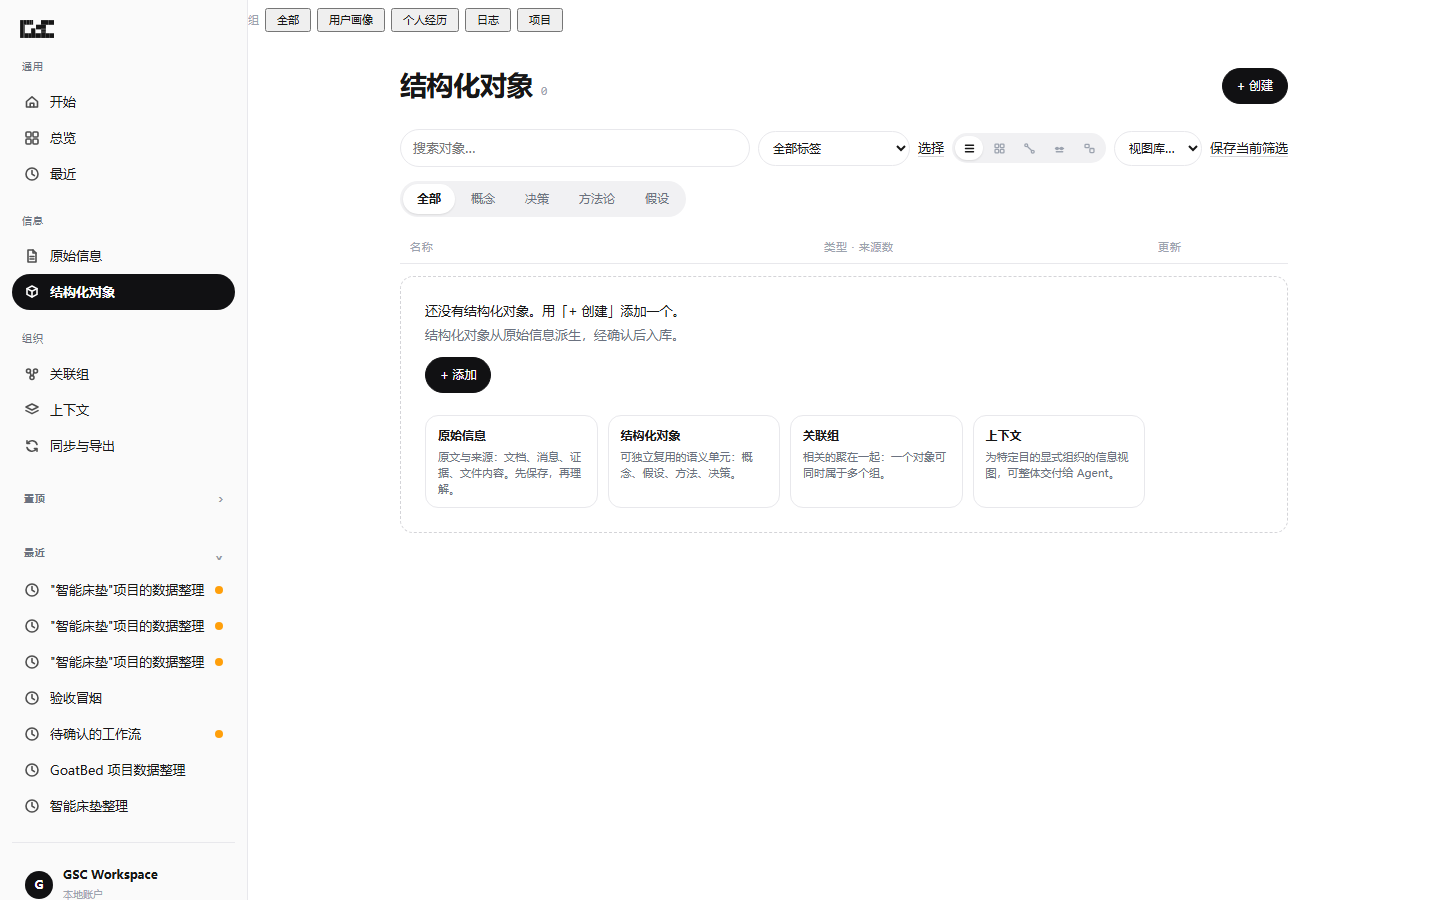 GSC
通用
开始
总览
最近
信息
原始信息
结构化对象
组织
关联组
上下文
同步与导出
置顶
最近
"智能床垫"项目的数据整理
"智能床垫"项目的数据整理
"智能床垫"项目的数据整理
验收冒烟
待确认的工作流
GoatBed 项目数据整理
智能床垫整理
G
GSC Workspace
本地账户
组 全部 用户画像 个人经历 日志 项目
结构化对象 0
+ 创建
搜索对象... 全部标签 选择 视图库... 保存当前筛选
全部 概念 决策 方法论 假设
名称 类型 · 来源数 更新
还没有结构化对象。用「+ 创建」添加一个。
结构化对象从原始信息派生，经确认后入库。
+ 添加
原始信息
原文与来源：文档、消息、证
据、文件内容。先保存，再理
解。
结构化对象
可独立复用的语义单元：概
念、假设、方法、决策。
关联组
相关的聚在一起：一个对象可
同时属于多个组。
上下文
为特定目的显式组织的信息视
图，可整体交付给 Agent。